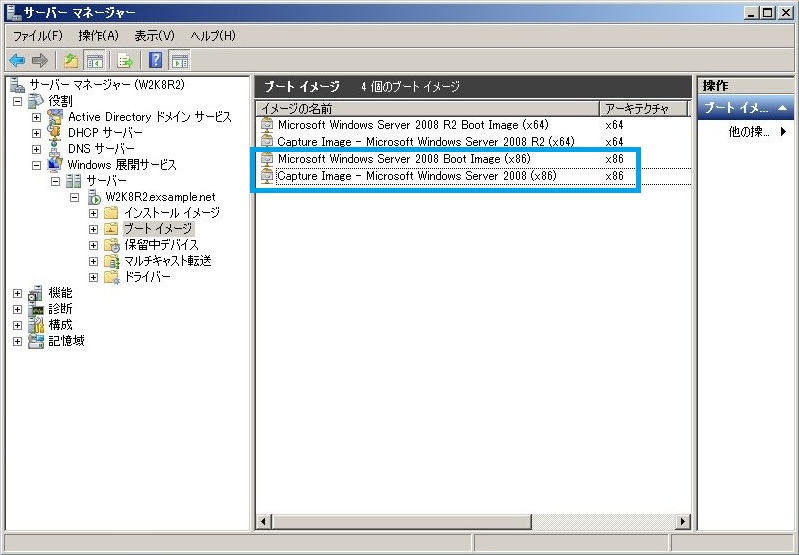 サーバー マネージャー
ファイル(F) 操作(A) 表示(V) ヘルプ(H)
サーバー マネージャー (W2K8R2)
役割
Active Directory ドメイン サービス
DHCP サーバー
DNS サーバー
Windows 展開サービス
サーバー
W2K8R2.exsample.net
インストール イメージ
ブート イメージ
保留中デバイス
マルチキャスト転送
ドライバー
機能
診断
構成
記憶域
ブート イメージ 4 個のブート イメージ
イメージの名前 アーキテクチャ
Microsoft Windows Server 2008 R2 Boot Image (x64) x64
Capture Image - Microsoft Windows Server 2008 R2 (x64) x64
Microsoft Windows Server 2008 Boot Image (x86) x86
Capture Image - Microsoft Windows Server 2008 (x86) x86
操作
ブート イメ...
他の操...